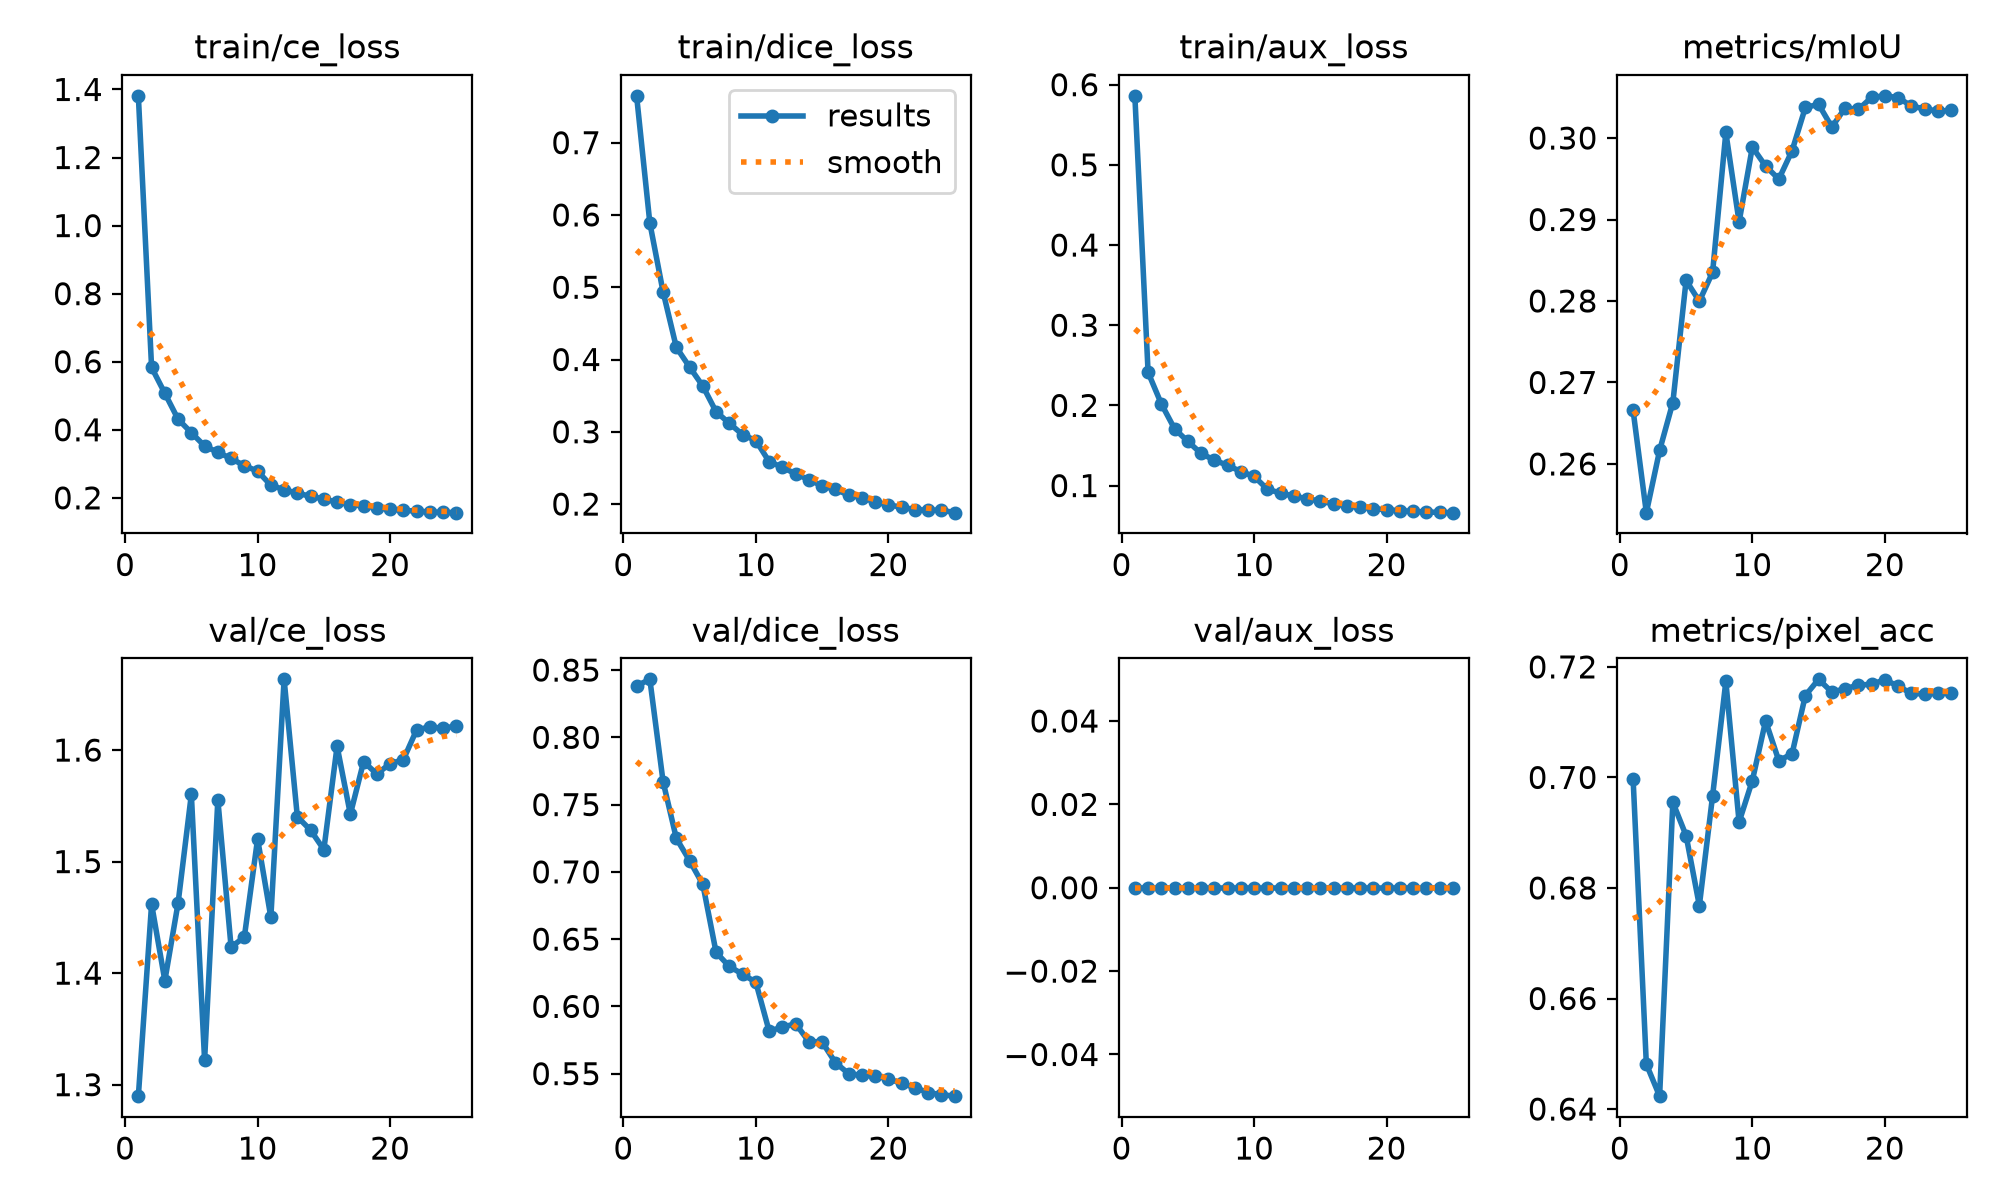 train/ce_loss
1.4
1.2
1.0
0.8
0.6
0.4
0.2
0 10 20
train/dice_loss
results
smooth
0.7
0.6
0.5
0.4
0.3
0.2
0 10 20
train/aux_loss
0.6
0.5
0.4
0.3
0.2
0.1
0 10 20
metrics/mIoU
0.30
0.29
0.28
0.27
0.26
0 10 20
val/ce_loss
1.6
1.5
1.4
1.3
0 10 20
val/dice_loss
0.85
0.80
0.75
0.70
0.65
0.60
0.55
0 10 20
val/aux_loss
0.04
0.02
0.00
−0.02
−0.04
0 10 20
metrics/pixel_acc
0.72
0.70
0.68
0.66
0.64
0 10 20